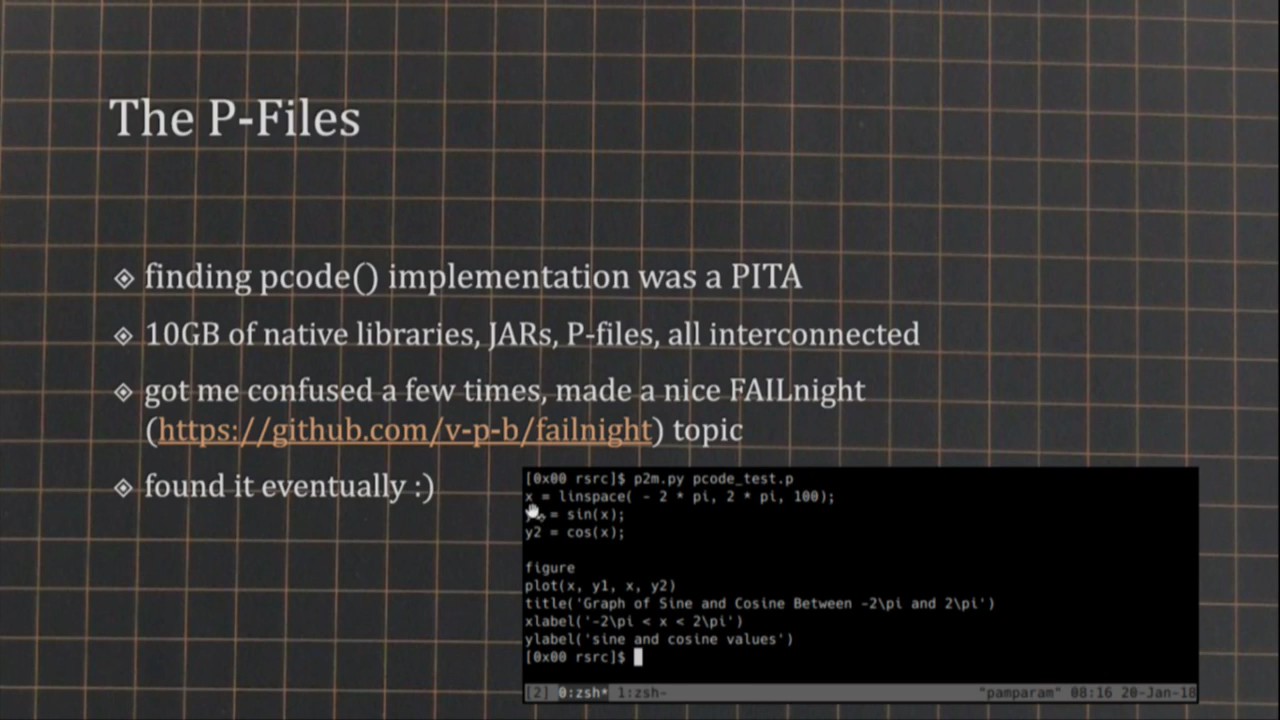 The P-Files
finding pcode() implementation was a PITA
10GB of native libraries, JARs, P-files, all interconnected
got me confused a few times, made a nice FAILnight
(https://github.com/v-p-b/failnight) topic
found it eventually :)
[0x00 rsrc]$ p2m.py pcode_test.p
x = linspace( - 2 * pi, 2 * pi, 100);
= sin(x);
y2 = cos(x);
figure
plot(x, y1, x, y2)
title('Graph of Sine and Cosine Between -2\pi and 2\pi')
xlabel('-2\pi < x < 2\pi')
ylabel('sine and cosine values')
[0x00 rsrc]$
[2] 0:zsh* 1:zsh- "pamparam" 08:16 20-Jan-18